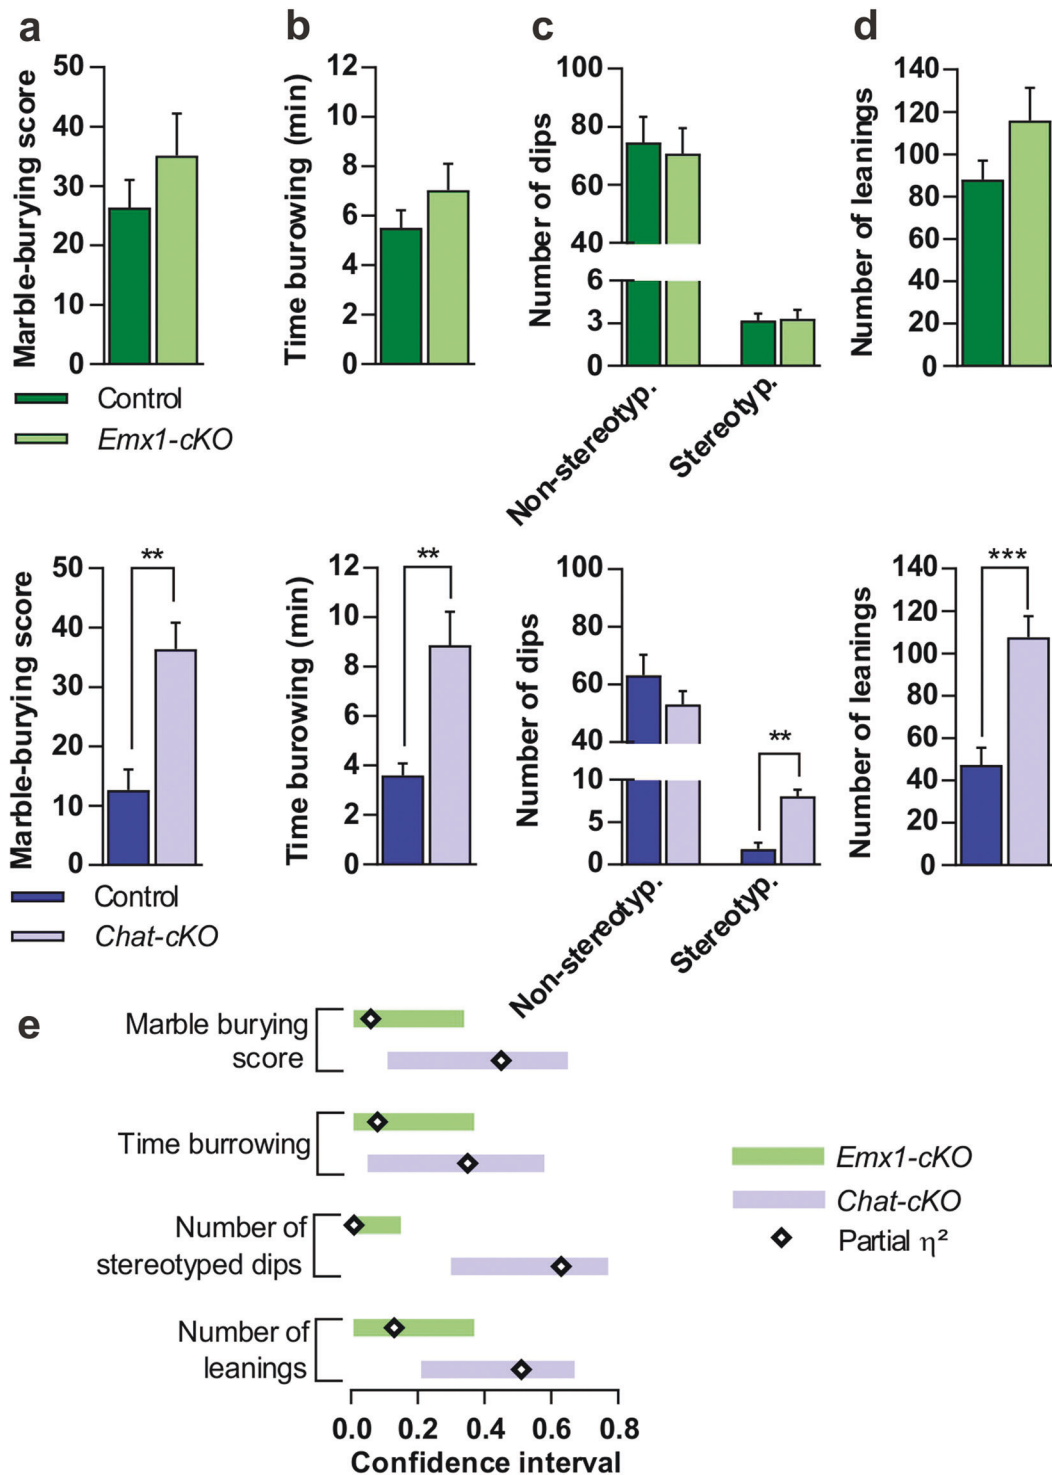 a
b
c
d
Marble-burying score
50
40
30
20
10
0
Time burowing (min)
12
10
8
6
4
2
0
Number of dips
100
80
60
40
6
3
0
Non-stereotyp.
Stereotyp.
Number of leanings
140
120
100
80
60
40
20
0
Control
Emx1-cKO
Marble-burying score
50
40
30
20
10
0
**
Time burowing (min)
12
10
8
6
4
2
0
**
Number of dips
100
80
60
40
10
5
0
**
Non-stereotyp.
Stereotyp.
Number of leanings
140
120
100
80
60
40
20
0
***
Control
Chat-cKO
e
Marble burying
score
Time burrowing
Number of
stereotyped dips
Number of
leanings
Emx1-cKO
Chat-cKO
Partial η²
0.0 0.2 0.4 0.6 0.8
Confidence interval